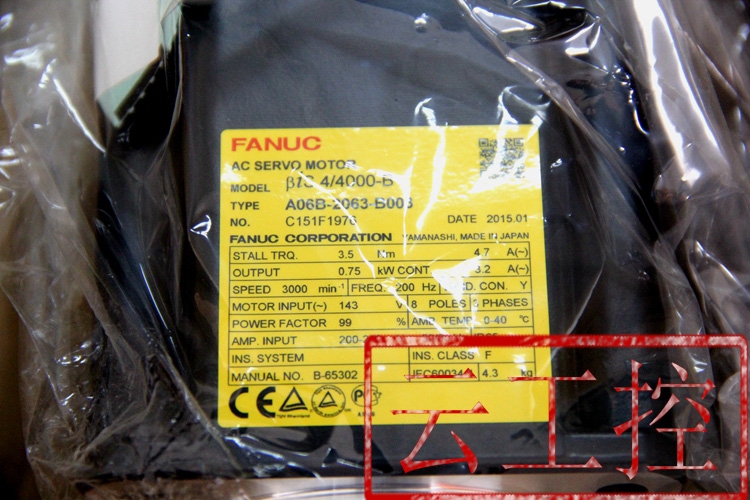 FANUC
AC SERVO MOTOR
MODEL βiS 4/4000-B
TYPE A06B-2063-B003
NO. C151F1976 DATE 2015.01
FANUC CORPORATION YAMANASHI, MADE IN JAPAN
STALL TRQ. 3.5 Nm 4.7 A(~)
OUTPUT 0.75 kW CONT 3.2 A(~)
SPEED 3000 min⁻¹ FREQ. 200 Hz CON. Y
MOTOR INPUT(~) 143 V 8 POLES 3 PHASES
POWER FACTOR 99 % AMB. TEMP. 0-40 ℃
AMP. INPUT 200-
INS. SYSTEM INS. CLASS F
MANUAL NO. B-65302 IEC60034 4.3 kg
CE
云工控